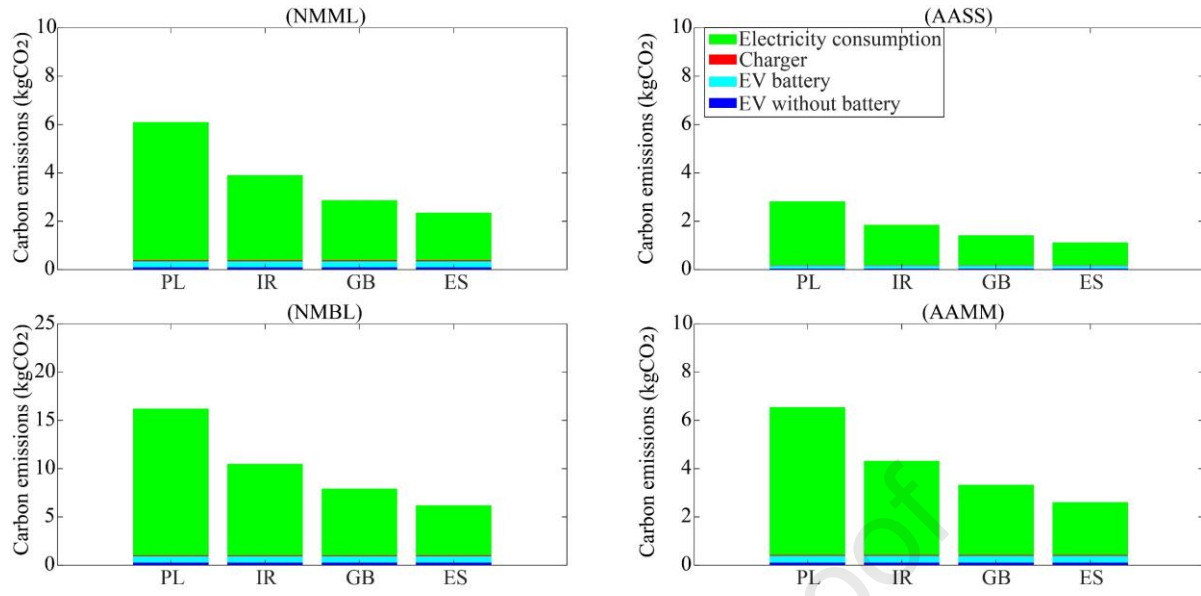 (NMML)
Carbon emissions (kgCO2)
10
8
6
4
2
0
PL IR GB ES
(AASS)
Carbon emissions (kgCO2)
10
8
6
4
2
0
Electricity consumption
Charger
EV battery
EV without battery
PL IR GB ES
(NMBL)
Carbon emissions (kgCO2)
25
20
15
10
5
0
PL IR GB ES
(AAMM)
Carbon emissions (kgCO2)
10
8
6
4
2
0
PL IR GB ES
oof